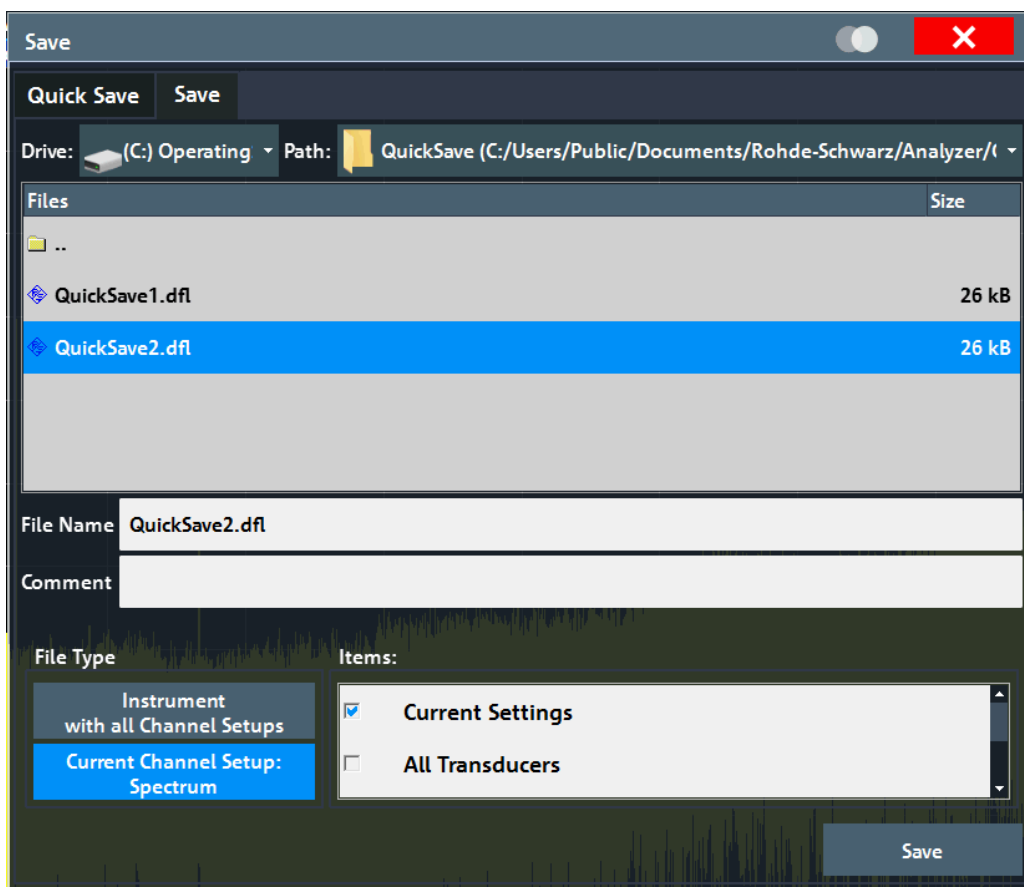 Save
Quick Save Save
Drive: (C:) Operating Path: QuickSave (C:/Users/Public/Documents/Rohde-Schwarz/Analyzer/
Files Size
..
QuickSave1.dfl 26 kB
QuickSave2.dfl 26 kB
File Name QuickSave2.dfl
Comment
File Type Items:
Instrument
with all Channel Setups
Current Channel Setup:
Spectrum
Current Settings
All Transducers
Save